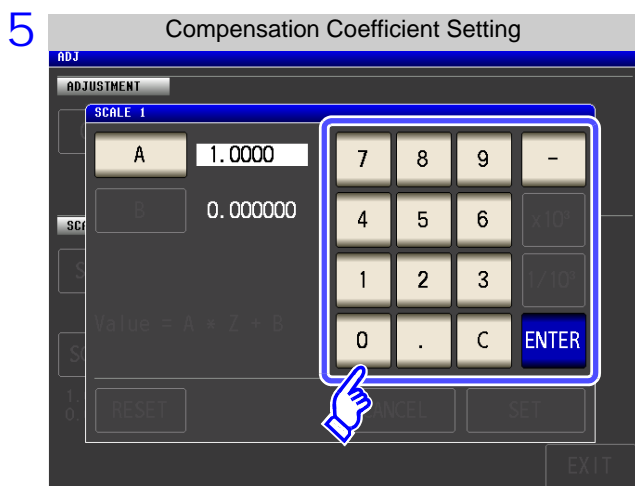 5 Compensation Coefficient Setting
ADJ
ADJUSTMENT
SCALE 1
A 1.0000 7 8 9 -
B 0.000000 4 5 6 x10³
1 2 3 1/10³
Value = A * Z + B
0 . C ENTER
RESET SET
EXIT